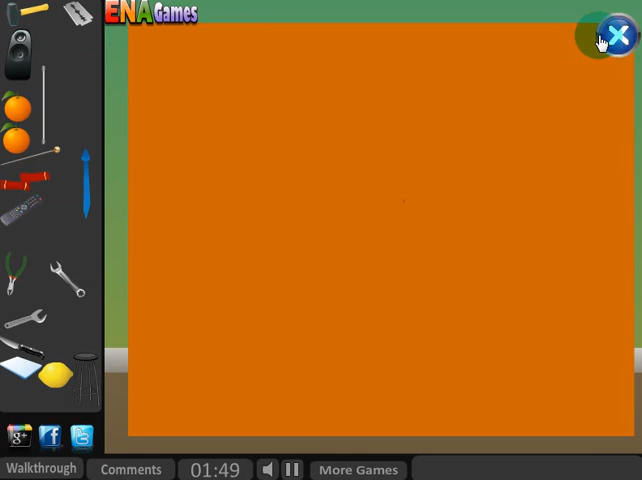 ENA Games
g+
f
Walkthrough
Comments
01:49
More Games